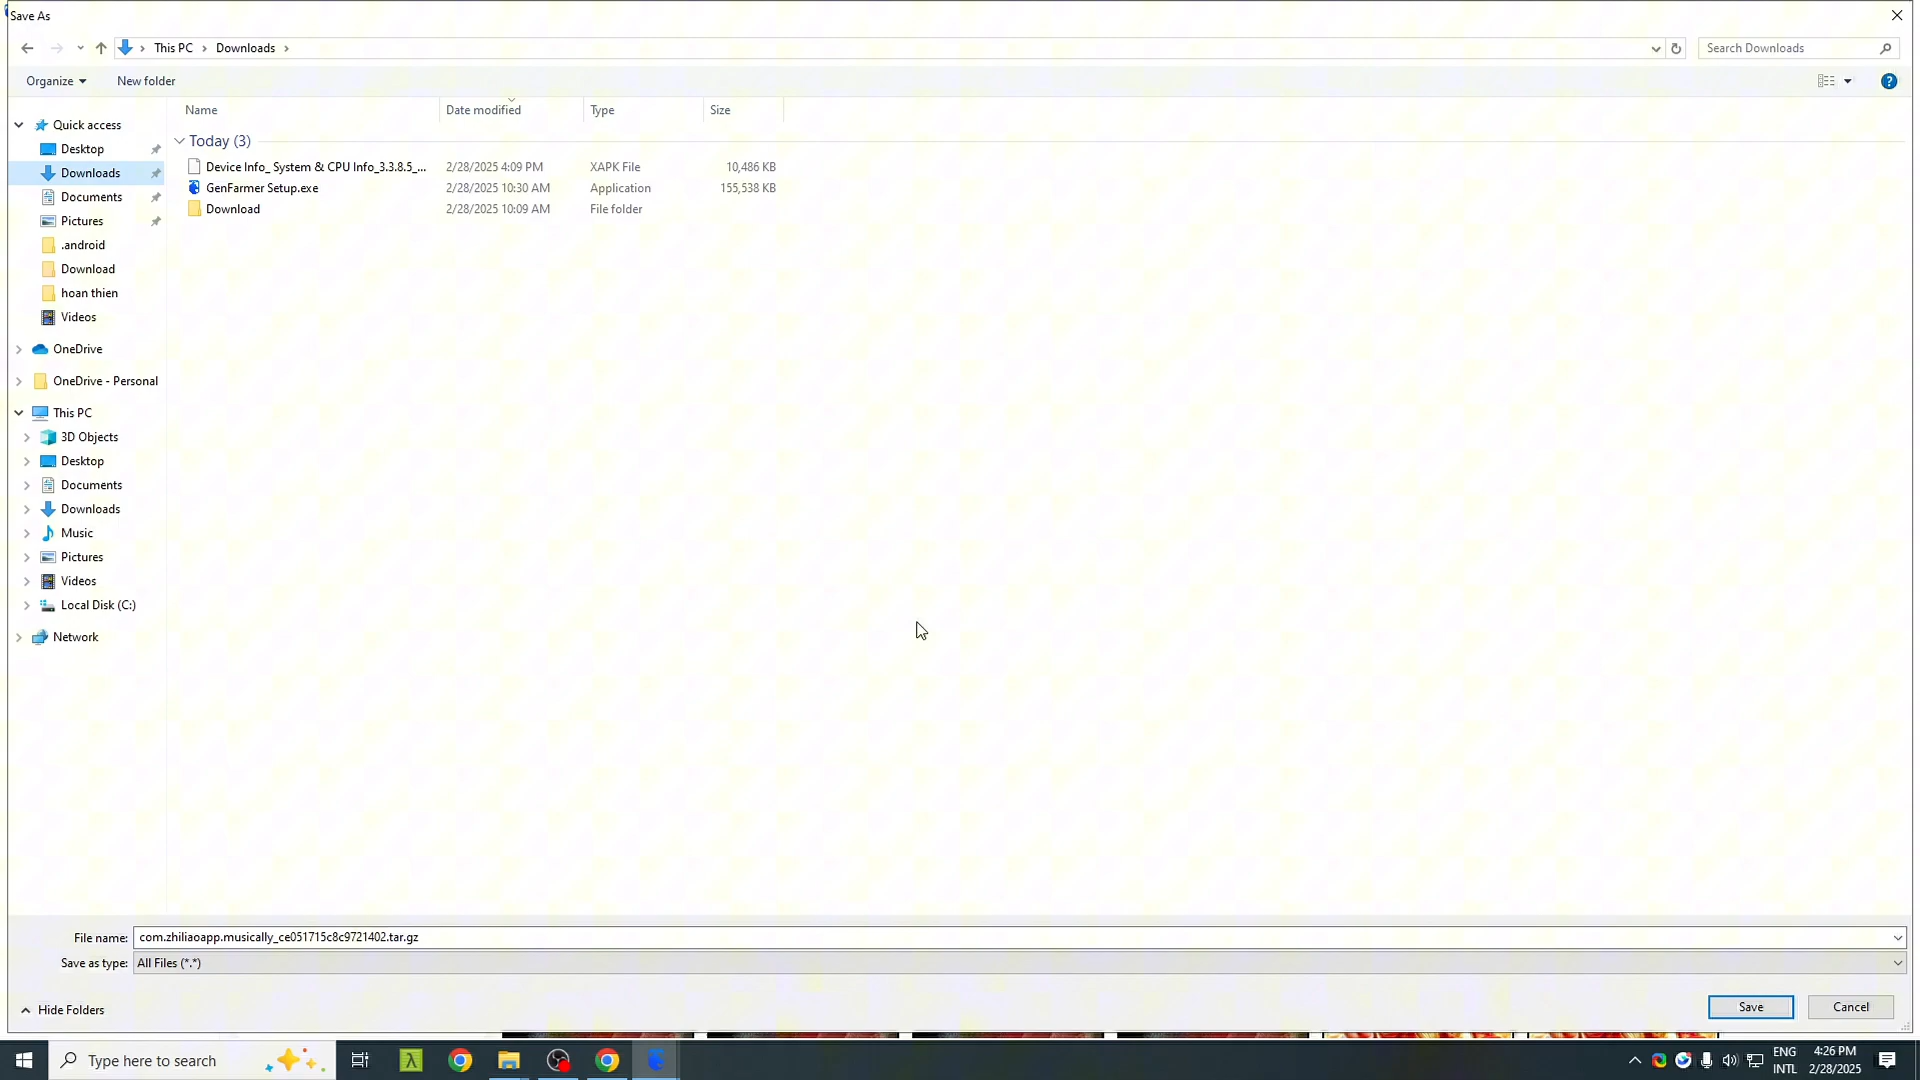 Save As
This PC
Downloads
Search Downloads
Organize
New folder
Name
Date modified
Type
Size
Quick access
Today (3)
Desktop
Device Info_ System & CPU Info_3.3.8.5_...
2/28/2025 4:09 PM
XAPK File
10,486 KB
Downloads
GenFarmer Setup.exe
2/28/2025 10:30 AM
Application
155,538 KB
Documents
Download
2/28/2025 10:09 AM
File folder
Pictures
.android
Download
hoan thien
Videos
OneDrive
OneDrive - Personal
This PC
3D Objects
Desktop
Documents
Downloads
Music
Pictures
Videos
Local Disk (C:)
Network
File name:
com.zhiliaoapp.musically_ce051715c8c9721402.tar.gz
Save as type:
All Files (*.*)
Hide Folders
Save
Cancel
Type here to search
ENG
INTL
4:26 PM
2/28/2025